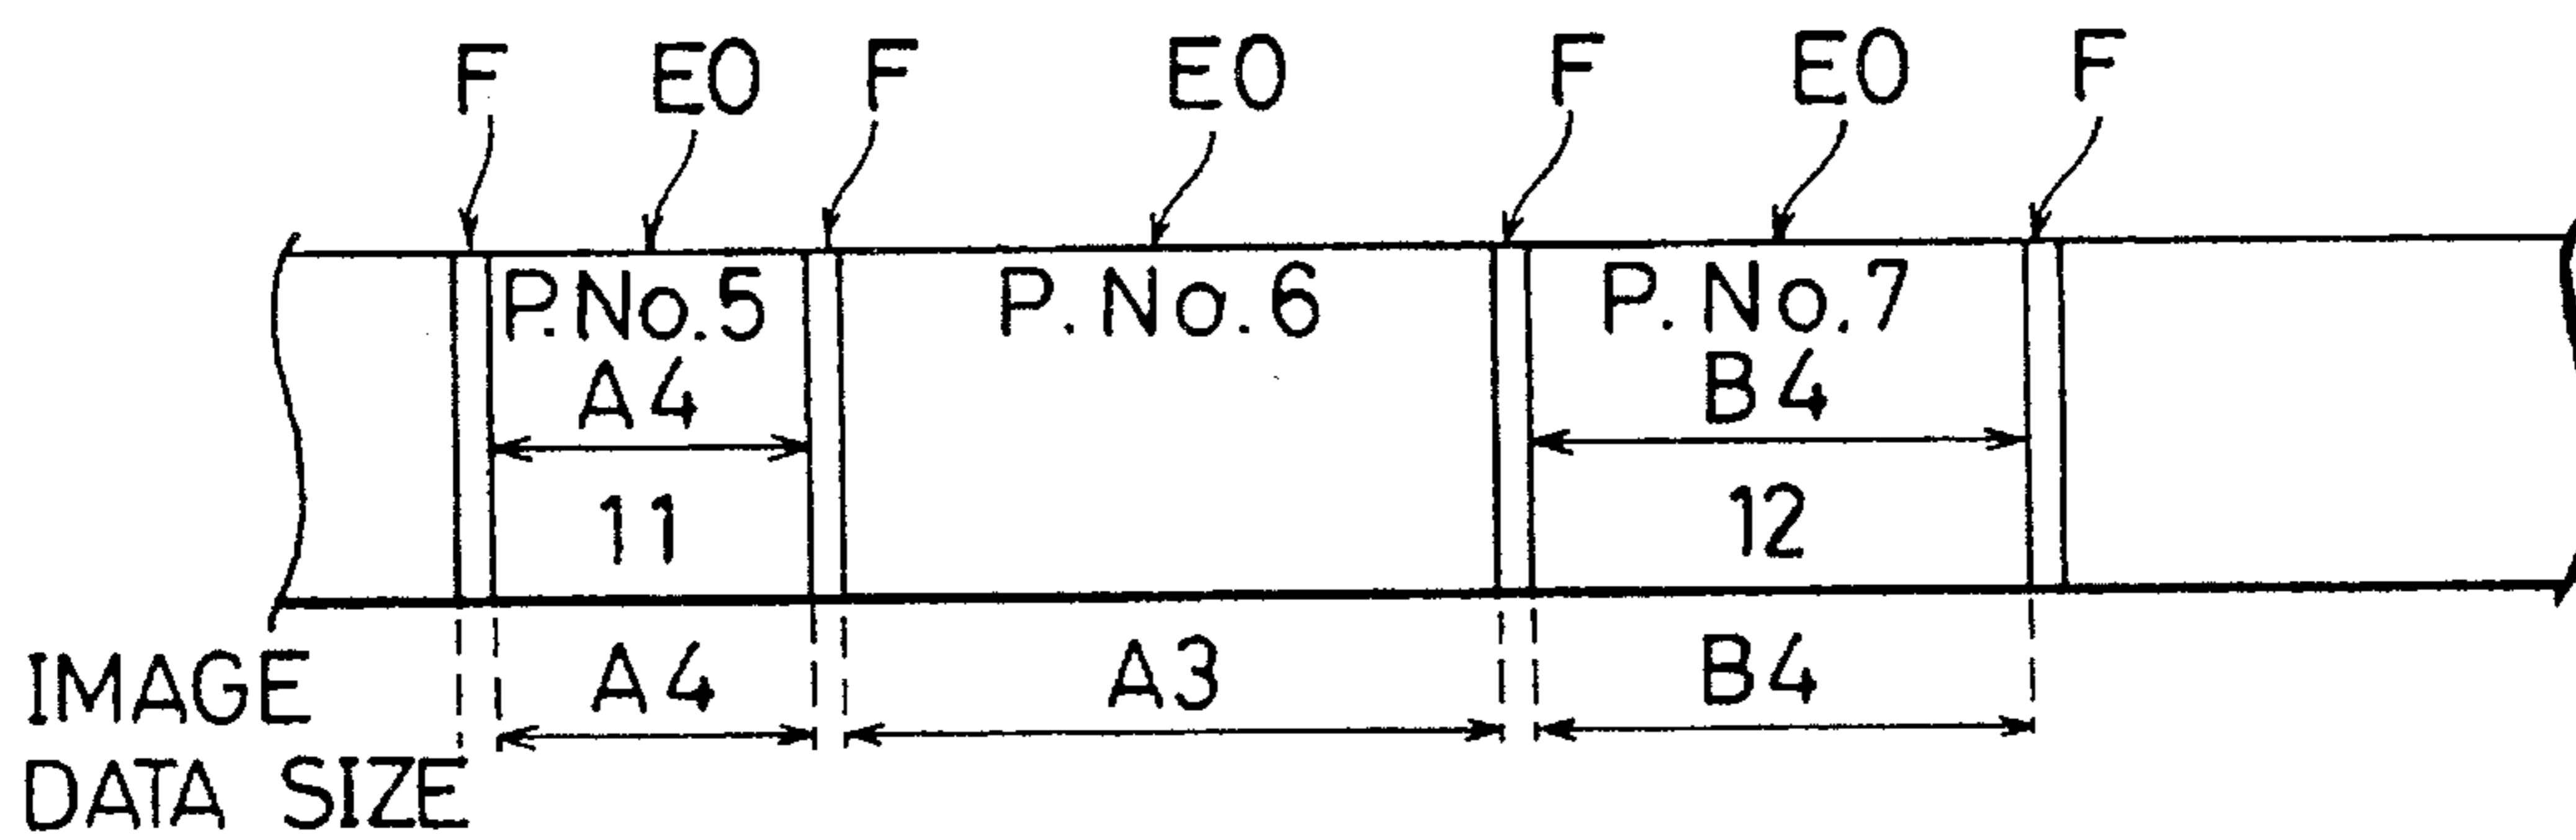 F EO F EO F EO F
P.No.5 P.No.6 P.No.7
A4 B4
11 12
IMAGE A4 A3 B4
DATA SIZE